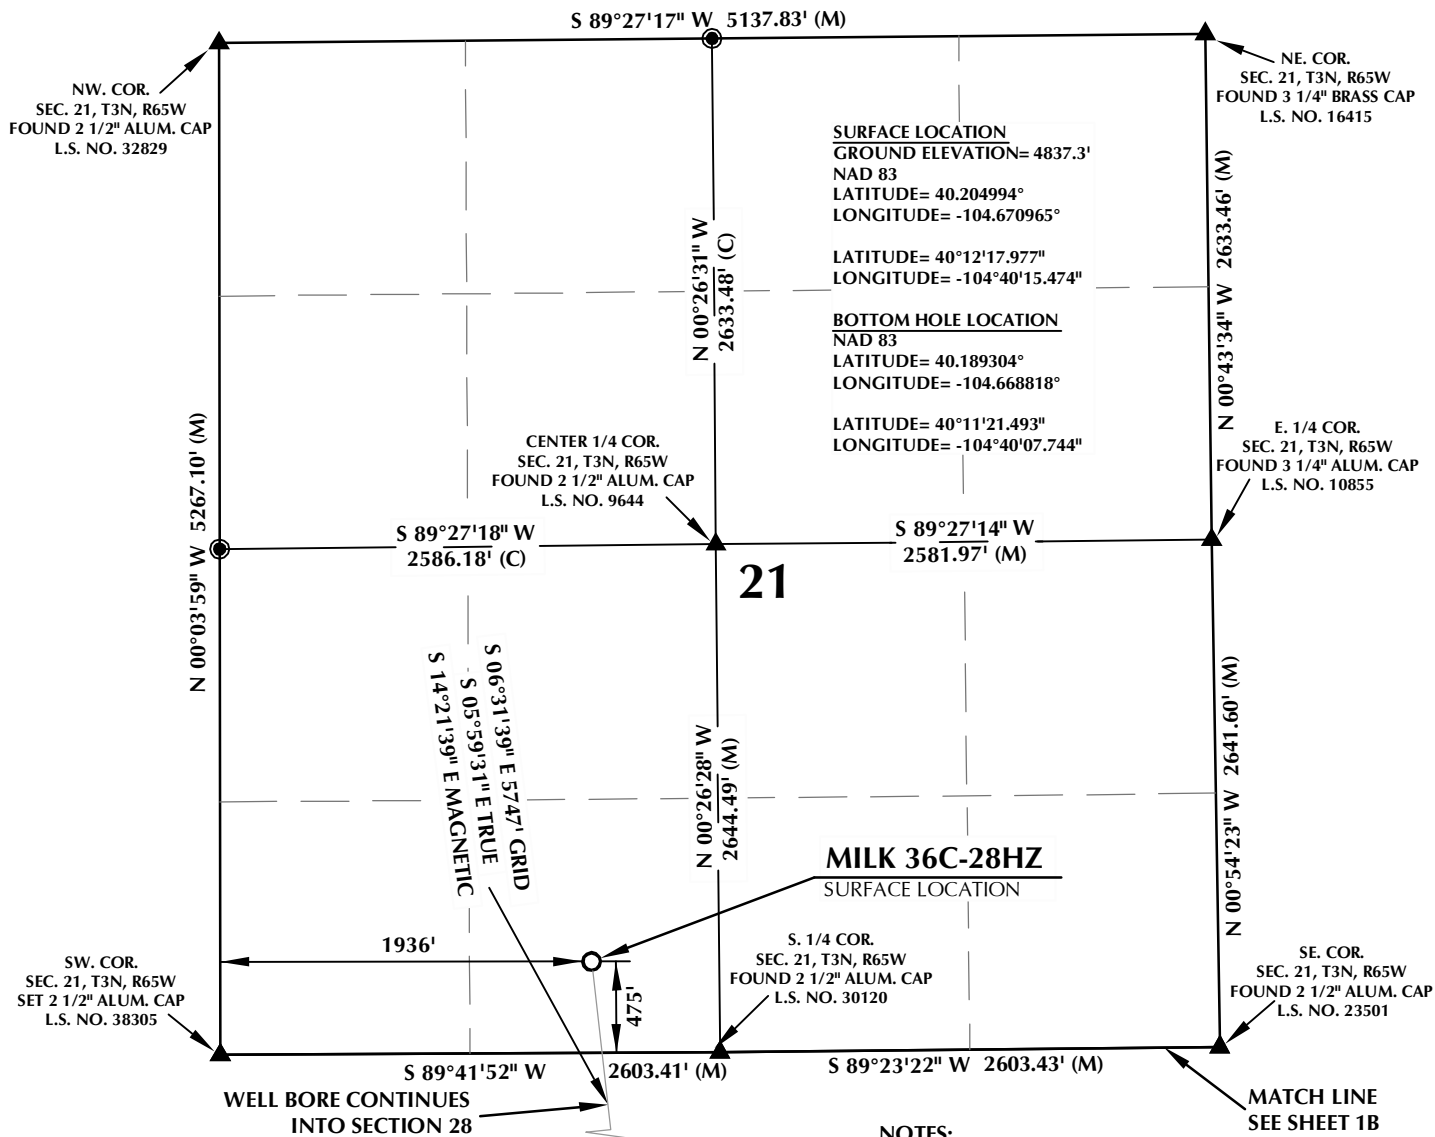 S 89°27'17" W 5137.83' (M)
NW. COR.
SEC. 21, T3N, R65W
FOUND 2 1/2" ALUM. CAP
L.S. NO. 32829
NE. COR.
SEC. 21, T3N, R65W
FOUND 3 1/4" BRASS CAP
L.S. NO. 16415
SURFACE LOCATION
GROUND ELEVATION= 4837.3'
NAD 83
LATITUDE= 40.204994°
LONGITUDE= -104.670965°
LATITUDE= 40°12'17.977"
LONGITUDE= -104°40'15.474"
BOTTOM HOLE LOCATION
NAD 83
LATITUDE= 40.189304°
LONGITUDE= -104.668818°
LATITUDE= 40°11'21.493"
LONGITUDE= -104°40'07.744"
N 00°26'31" W
2633.48' (C)
N 00°43'34" W 2633.46' (M)
N 00°03'59" W 5267.10' (M)
CENTER 1/4 COR.
SEC. 21, T3N, R65W
FOUND 2 1/2" ALUM. CAP
L.S. NO. 9644
E. 1/4 COR.
SEC. 21, T3N, R65W
FOUND 3 1/4" ALUM. CAP
L.S. NO. 10855
S 89°27'18" W
2586.18' (C)
S 89°27'14" W
2581.97' (M)
21
S 06°31'39" E 5747' GRID
S 05°59'31" E TRUE
S 14°21'39" E MAGNETIC
N 00°26'28" W
2644.49' (M)
N 00°54'23" W 2641.60' (M)
MILK 36C-28HZ
SURFACE LOCATION
1936'
475'
SW. COR.
SEC. 21, T3N, R65W
SET 2 1/2" ALUM. CAP
L.S. NO. 38305
S. 1/4 COR.
SEC. 21, T3N, R65W
FOUND 2 1/2" ALUM. CAP
L.S. NO. 30120
SE. COR.
SEC. 21, T3N, R65W
FOUND 2 1/2" ALUM. CAP
L.S. NO. 23501
S 89°41'52" W 2603.41' (M)
S 89°23'22" W 2603.43' (M)
WELL BORE CONTINUES
INTO SECTION 28
MATCH LINE
SEE SHEET 1B
NOTES: